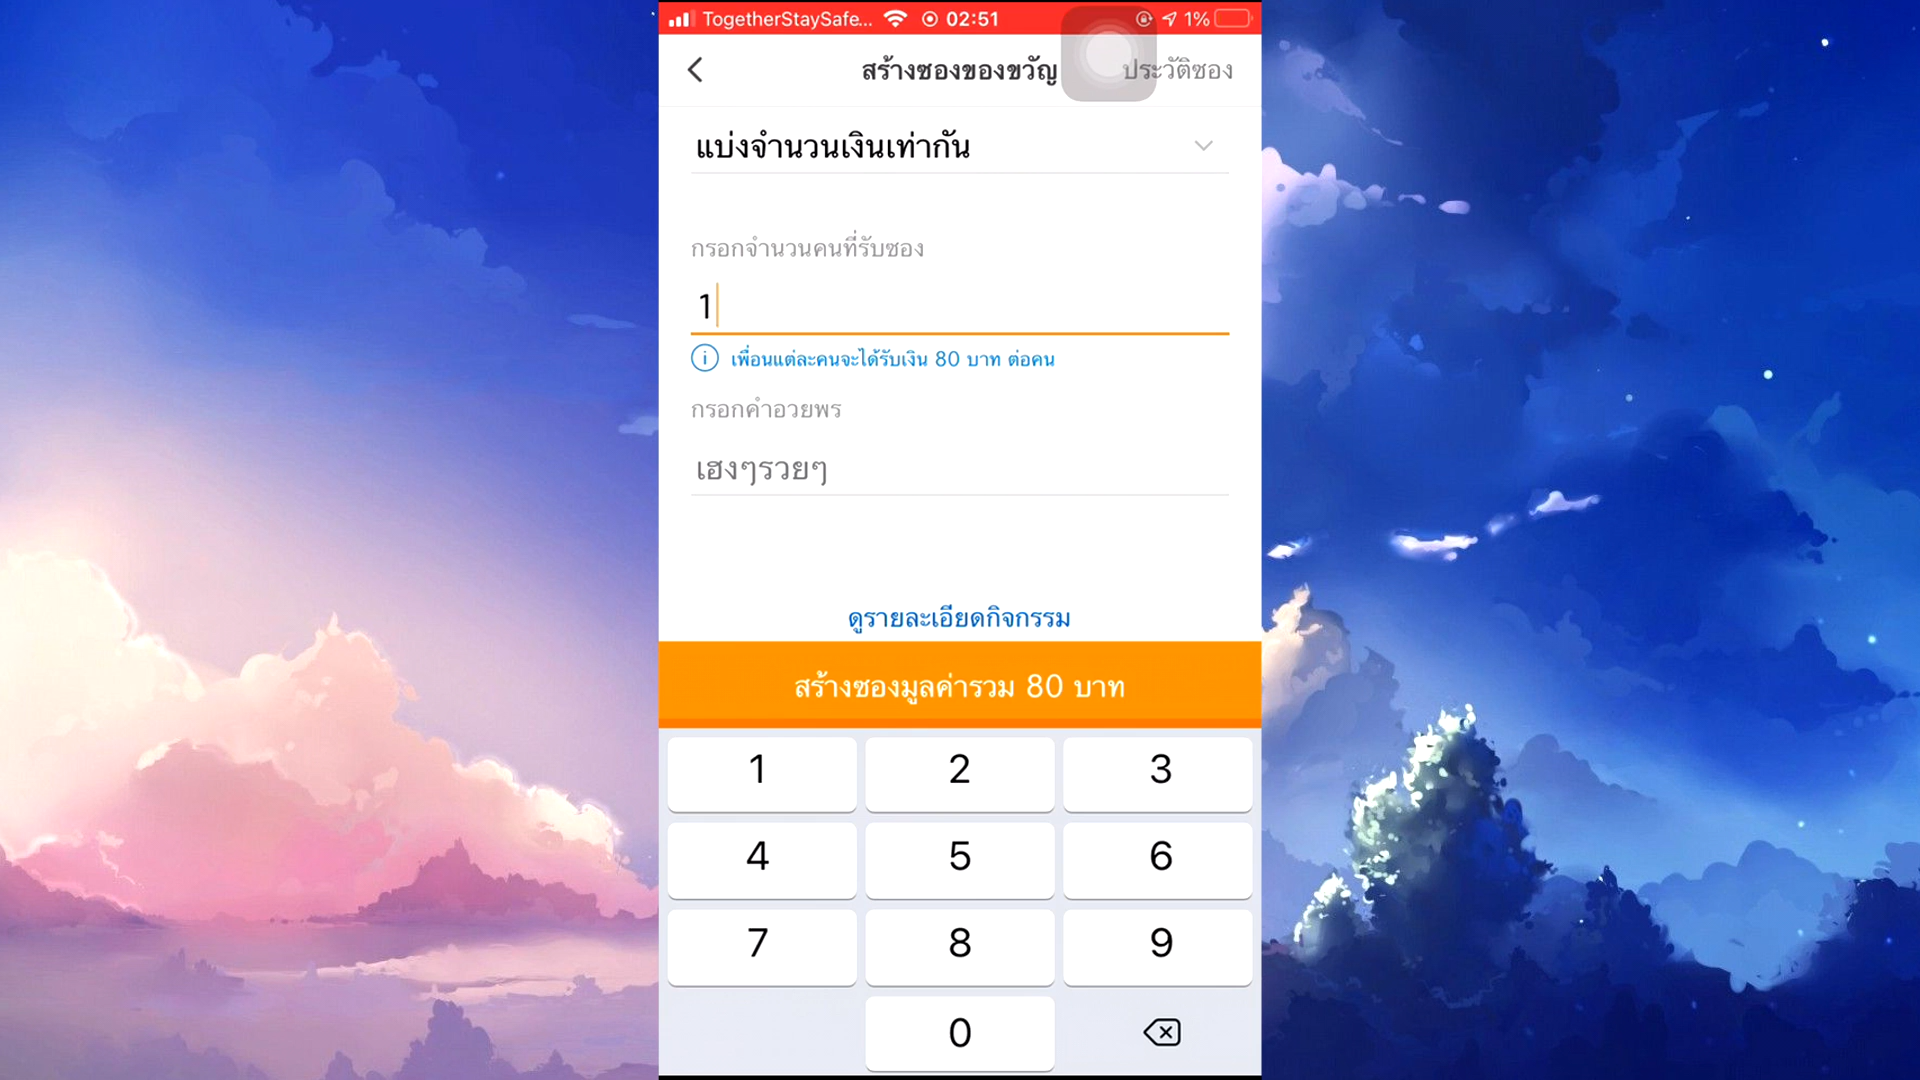 TogetherStaySafe... 02:51 1%
สร้างซองของขวัญ ประวัติซอง
แบ่งจำนวนเงินเท่ากัน
กรอกจำนวนคนที่รับซอง
1
เพื่อนแต่ละคนจะได้รับเงิน 80 บาท ต่อคน
กรอกคำอวยพร
เฮงๆรวยๆ
ดูรายละเอียดกิจกรรม
สร้างซองมูลค่ารวม 80 บาท
1 2 3
4 5 6
7 8 9
0